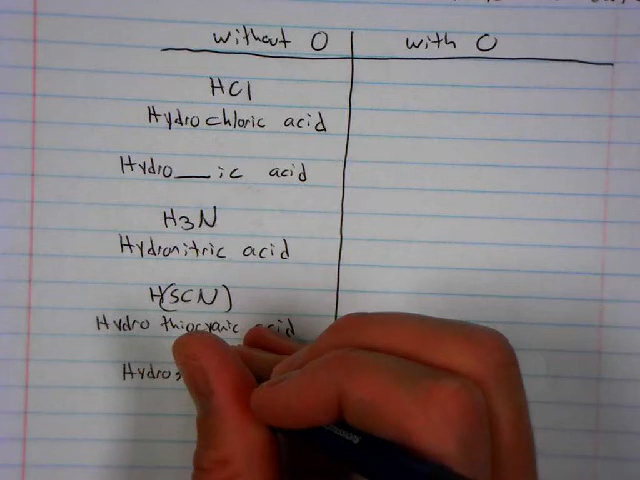 without O with O
HCl
Hydrochloric acid
Hydro___ic acid
H3N
Hydronitric acid
H(SCN)
Hydro thiocyanic acid